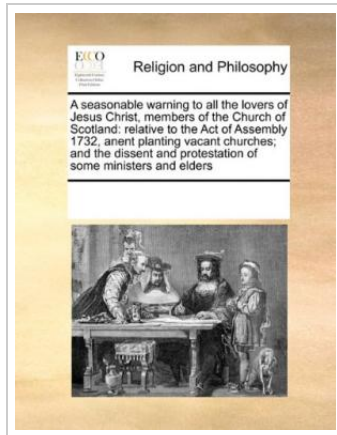 ECCO
Religion and Philosophy
A seasonable warning to all the lovers of
Jesus Christ, members of the Church of
Scotland: relative to the Act of Assembly
1732, anent planting vacant churches;
and the dissent and protestation of
some ministers and elders